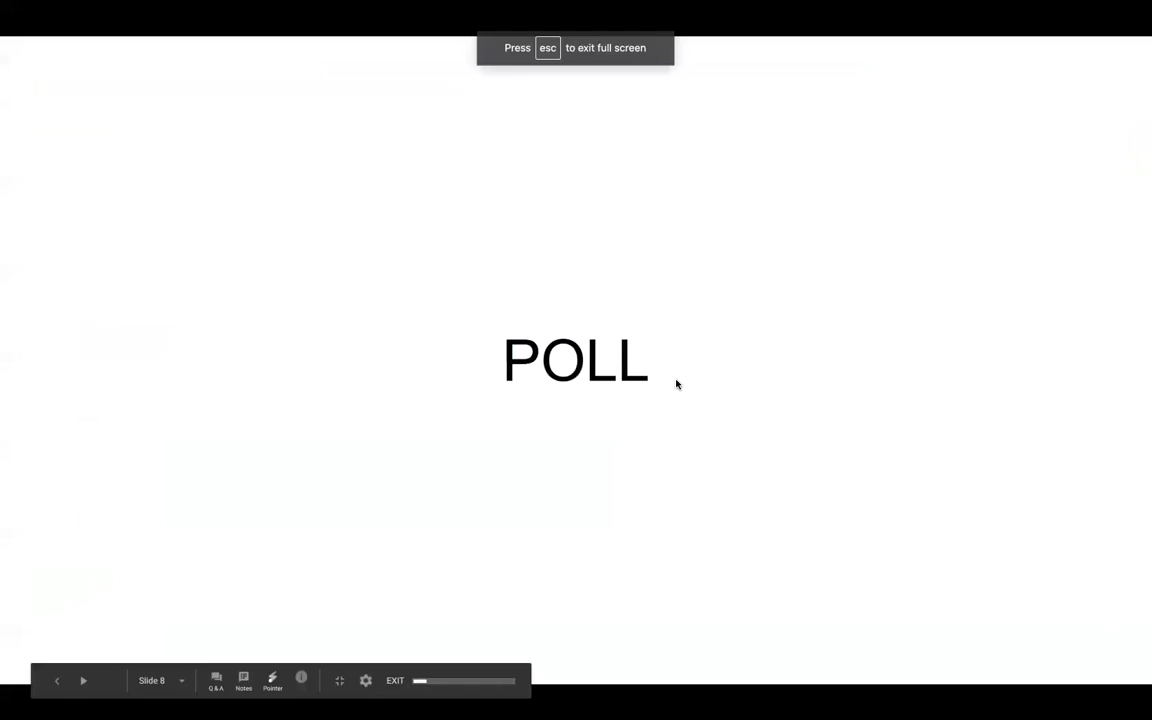 Press esc to exit full screen
POLL
Slide 8
Q & A
Notes
Pointer
EXIT